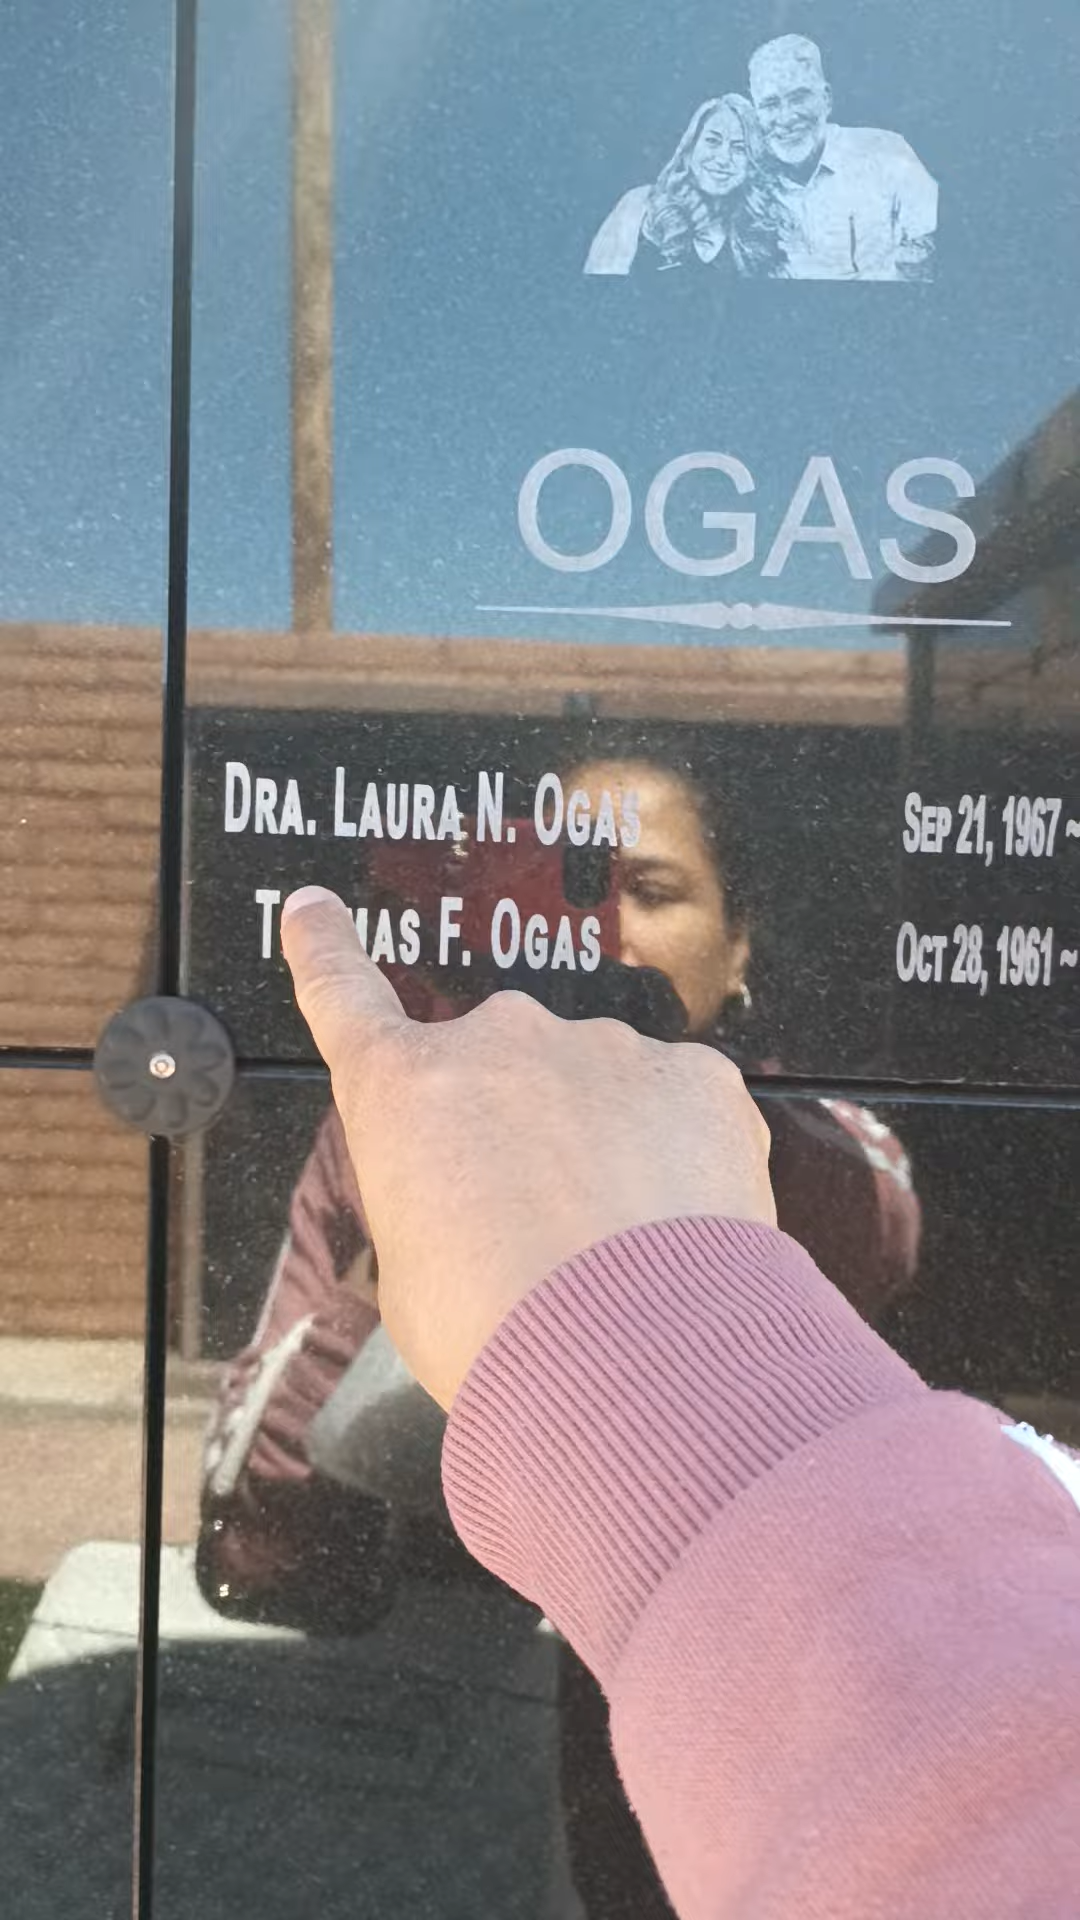 OGAS
DRA. LAURA N. OGAS SEP 21, 1967 ~
F. OGAS OCT 28, 1961 ~